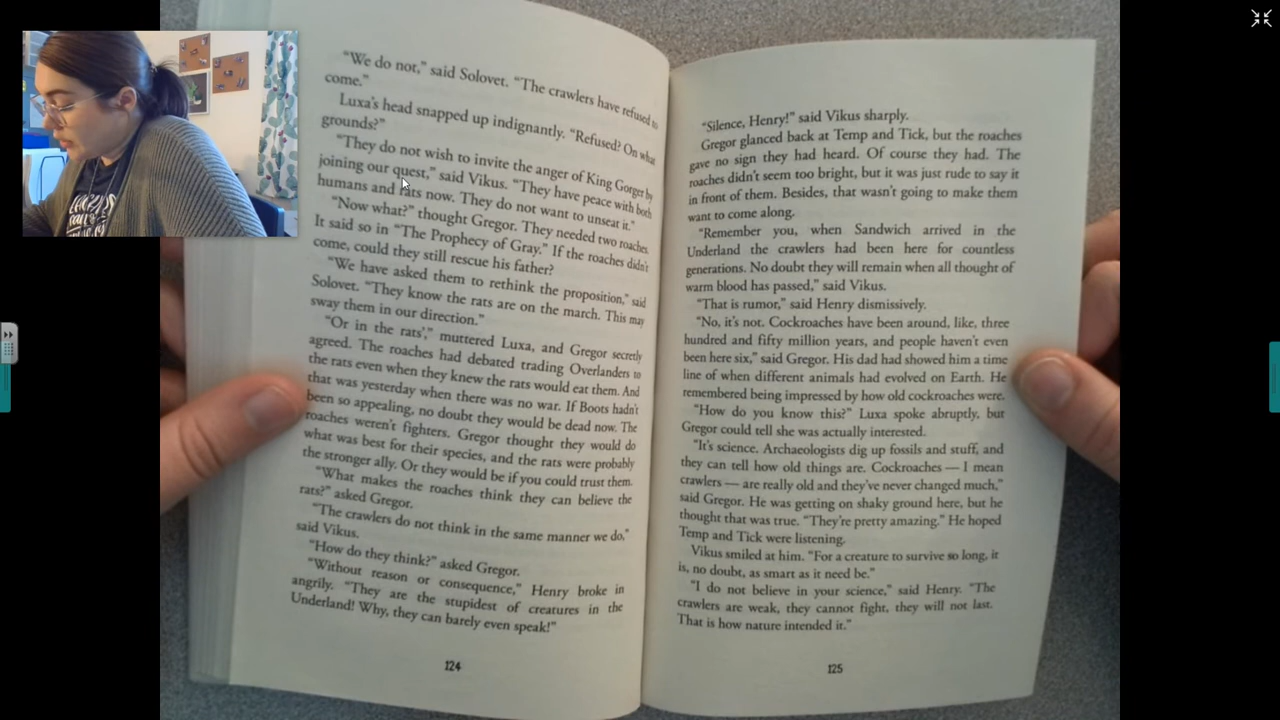 "We do not," said Solovet. "The crawlers have refused to
come."
Luxa's head snapped up indignantly. "Refused? On what
grounds?"
"They do not wish to invite the anger of King Gorger by
joining our quest," said Vikus. "They have peace with both
humans and rats now. They do not want to unseat it."
"Now what?" thought Gregor. They needed two roaches.
It said so in "The Prophecy of Gray." If the roaches didn't
come, could they still rescue his father?
"We have asked them to rethink the proposition," said
Solovet. "They know the rats are on the march. This may
sway them in our direction."
"Or in the rats'," muttered Luxa, and Gregor secretly
agreed. The roaches had debated trading Overlanders to
the rats even when they knew the rats would eat them. And
that was yesterday when there was no war. If Boots hadn't
been so appealing, no doubt they would be dead now. The
roaches weren't fighters. Gregor thought they would do
what was best for their species, and the rats were probably
the stronger ally. Or they would be if you could trust them.
"What makes the roaches think they can believe the
rats?" asked Gregor.
"The crawlers do not think in the same manner we do,"
said Vikus.
"How do they think?" asked Gregor.
"Without reason or consequence," Henry broke in
angrily. "They are the stupidest of creatures in the
Underland! Why, they can barely even speak!"
124
"Silence, Henry!" said Vikus sharply.
Gregor glanced back at Temp and Tick, but the roaches
gave no sign they had heard. Of course they had. The
roaches didn't seem too bright, but it was just rude to say it
in front of them. Besides, that wasn't going to make them
want to come along.
"Remember you, when Sandwich arrived in the
Underland the crawlers had been here for countless
generations. No doubt they will remain when all thought of
warm blood has passed," said Vikus.
"That is rumor," said Henry dismissively.
"No, it's not. Cockroaches have been around, like, three
hundred and fifty million years, and people haven't even
been here six," said Gregor. His dad had showed him a time
line of when different animals had evolved on Earth. He
remembered being impressed by how old cockroaches were.
"How do you know this?" Luxa spoke abruptly, but
Gregor could tell she was actually interested.
"It's science. Archaeologists dig up fossils and stuff, and
they can tell how old things are. Cockroaches — I mean
crawlers — are really old and they've never changed much,"
said Gregor. He was getting on shaky ground here, but he
thought that was true. "They're pretty amazing." He hoped
Temp and Tick were listening.
Vikus smiled at him. "For a creature to survive so long, it
is, no doubt, as smart as it need be."
"I do not believe in your science," said Henry. "The
crawlers are weak, they cannot fight, they will not last.
That is how nature intended it."
125